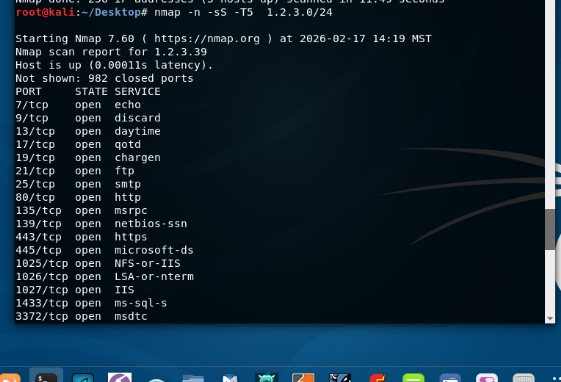 Nmap done: 256 IP addresses (5 hosts up) scanned in 11.45 seconds
root@kali:~/Desktop# nmap -n -sS -T5  1.2.3.0/24
Starting Nmap 7.60 ( https://nmap.org ) at 2026-02-17 14:19 MST
Nmap scan report for 1.2.3.39
Host is up (0.00011s latency).
Not shown: 982 closed ports
PORT     STATE SERVICE
7/tcp    open  echo
9/tcp    open  discard
13/tcp   open  daytime
17/tcp   open  qotd
19/tcp   open  chargen
21/tcp   open  ftp
25/tcp   open  smtp
80/tcp   open  http
135/tcp  open  msrpc
139/tcp  open  netbios-ssn
443/tcp  open  https
445/tcp  open  microsoft-ds
1025/tcp open  NFS-or-IIS
1026/tcp open  LSA-or-nterm
1027/tcp open  IIS
1433/tcp open  ms-sql-s
3372/tcp open  msdtc